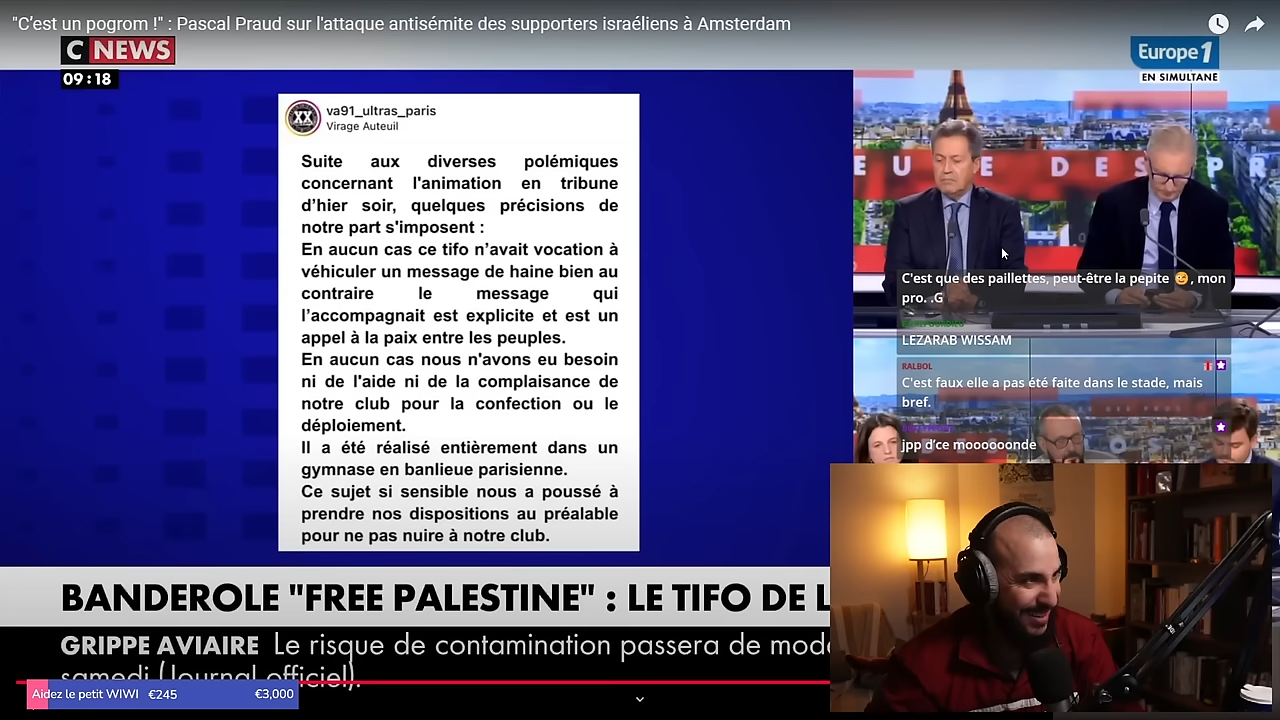 "C'est un pogrom !" : Pascal Praud sur l'attaque antisémite des supporters israéliens à Amsterdam
C NEWS
09:18
Europe 1
EN SIMULTANÉ
va91_ultras_paris
Virage Auteuil
Suite aux diverses polémiques
concernant l'animation en tribune
d’hier soir, quelques précisions de
notre part s'imposent :
En aucun cas ce tifo n’avait vocation à
véhiculer un message de haine bien au
contraire le message qui
l’accompagnait est explicite et est un
appel à la paix entre les peuples.
En aucun cas nous n'avons eu besoin
ni de l'aide ni de la complaisance de
notre club pour la confection ou le
déploiement.
Il a été réalisé entièrement dans un
gymnase en banlieue parisienne.
Ce sujet si sensible nous a poussé à
prendre nos dispositions au préalable
pour ne pas nuire à notre club.
EUR DES PR
C'est que des paillettes, peut-être la pepite 😉, mon
pro. .G
LEZARAB WISSAM
RALBOL
C'est faux elle a pas été faite dans le stade, mais
bref.
jpp d’ce moooooonde
BANDEROLE "FREE PALESTINE" : LE TIFO DE L
GRIPPE AVIAIRE Le risque de contamination passera de mod
samedi (Journal officiel).
Aidez le petit WIWI €245 €3,000